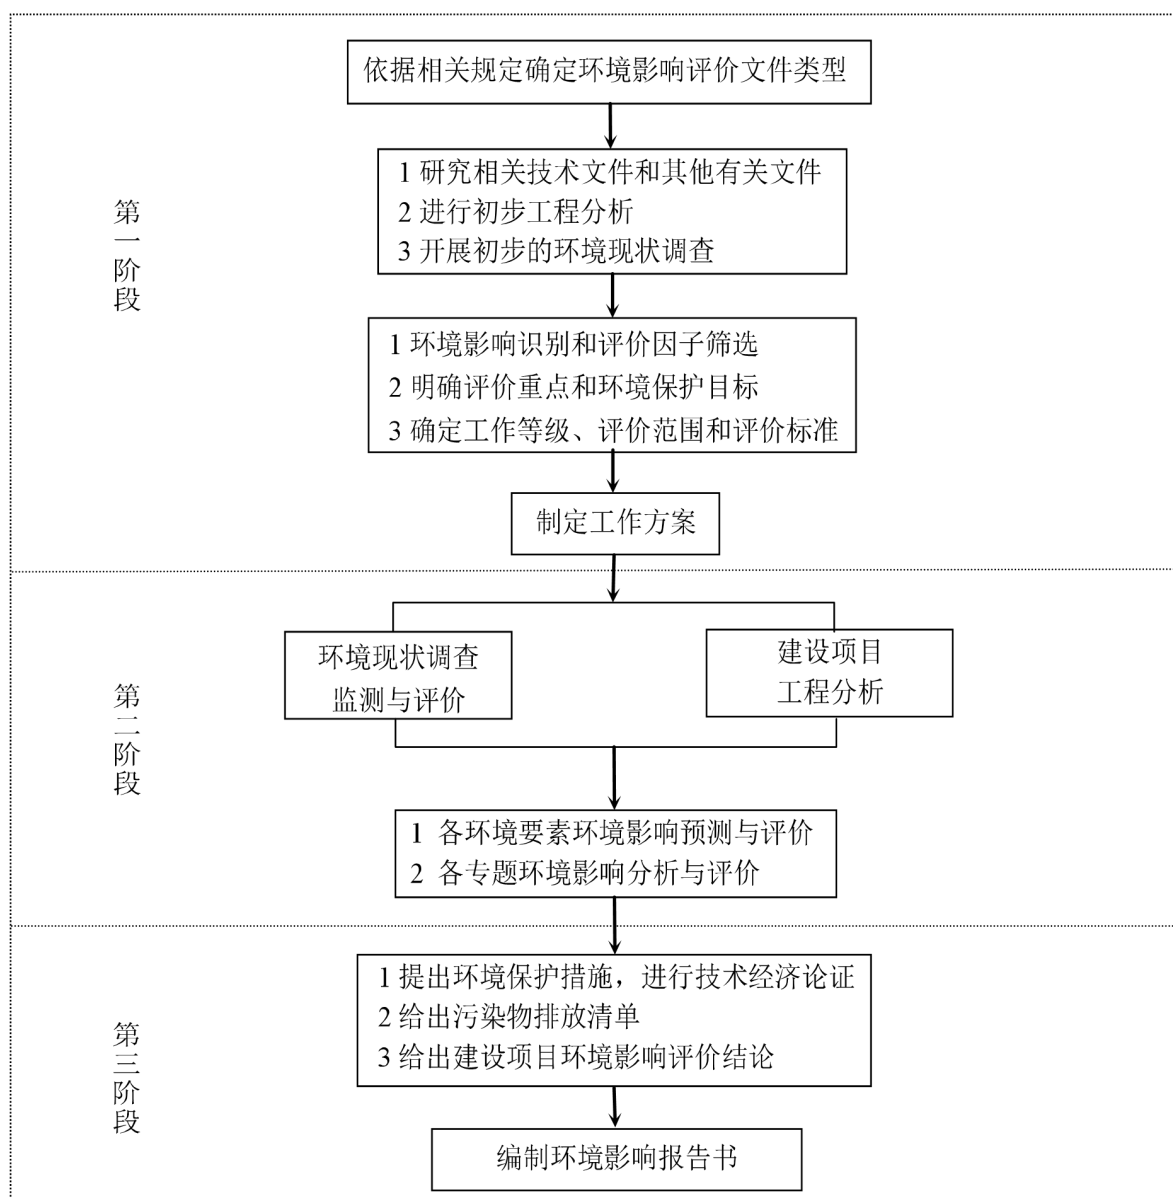 依据相关规定确定环境影响评价文件类型
第一阶段
1 研究相关技术文件和其他有关文件
2 进行初步工程分析
3 开展初步的环境现状调查
1 环境影响识别和评价因子筛选
2 明确评价重点和环境保护目标
3 确定工作等级、评价范围和评价标准
制定工作方案
第二阶段
环境现状调查
监测与评价
建设项目
工程分析
1 各环境要素环境影响预测与评价
2 各专题环境影响分析与评价
第三阶段
1 提出环境保护措施，进行技术经济论证
2 给出污染物排放清单
3 给出建设项目环境影响评价结论
编制环境影响报告书